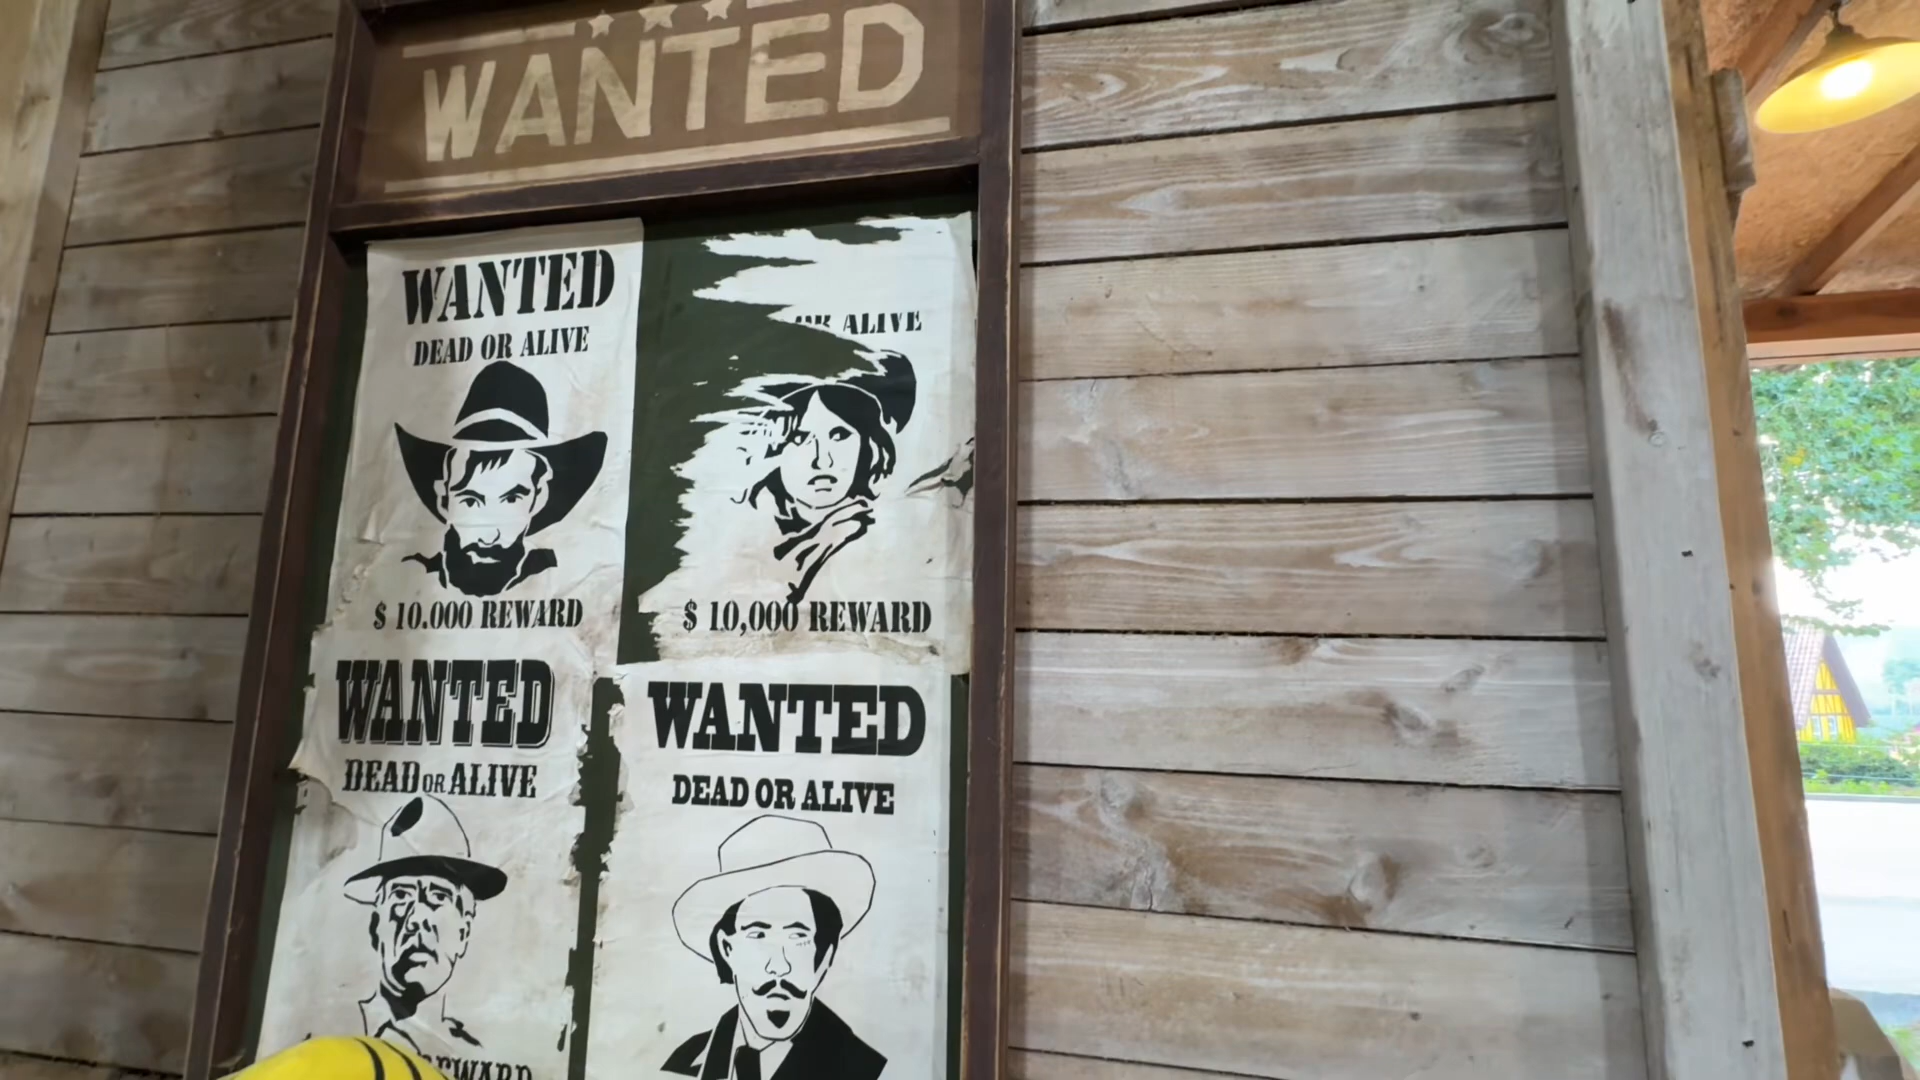 WANTED
WANTED
DEAD OR ALIVE
$ 10.000 REWARD
OR ALIVE
$ 10,000 REWARD
WANTED
DEAD OR ALIVE
REWARD
WANTED
DEAD OR ALIVE